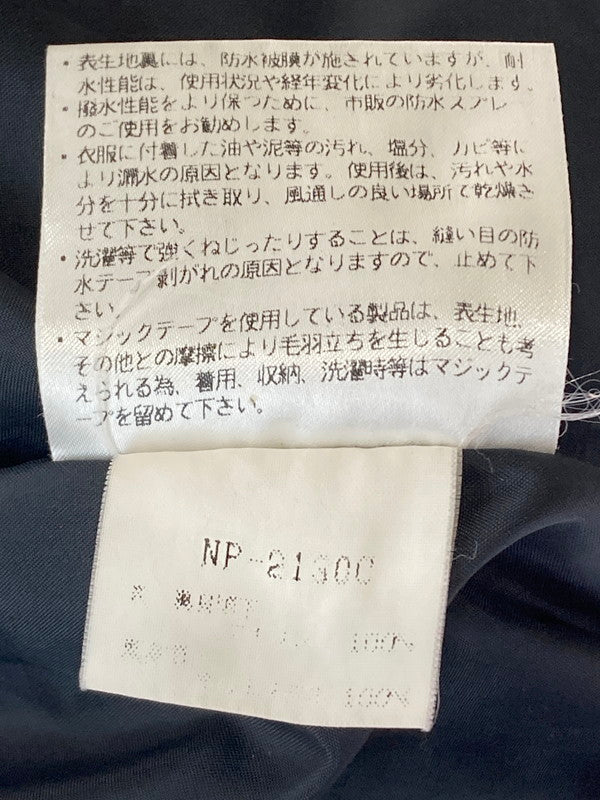 ・表生地裏には、防水被膜が施されていますが、耐
水性能は、使用状況や経年変化により劣化します。
・撥水性能をより保つために、市販の防水スプレ
のご使用をお勧めします。
・衣服に付着した油や泥等の汚れ、塩分、カビ等に
より漏水の原因となります。使用後は、汚れや水
分を十分に拭き取り、風通しの良い場所で乾燥さ
せて下さい。
・洗濯等で強くねじったりすることは、縫い目の防
水テープ剥がれの原因となりますので、止めて下
さい。
・マジックテープを使用している製品は、表生地、
その他との摩擦により毛羽立ちを生じることも考
えられる為、着用、収納、洗濯時等はマジックテ
ープを留めて下さい。
100%
100%